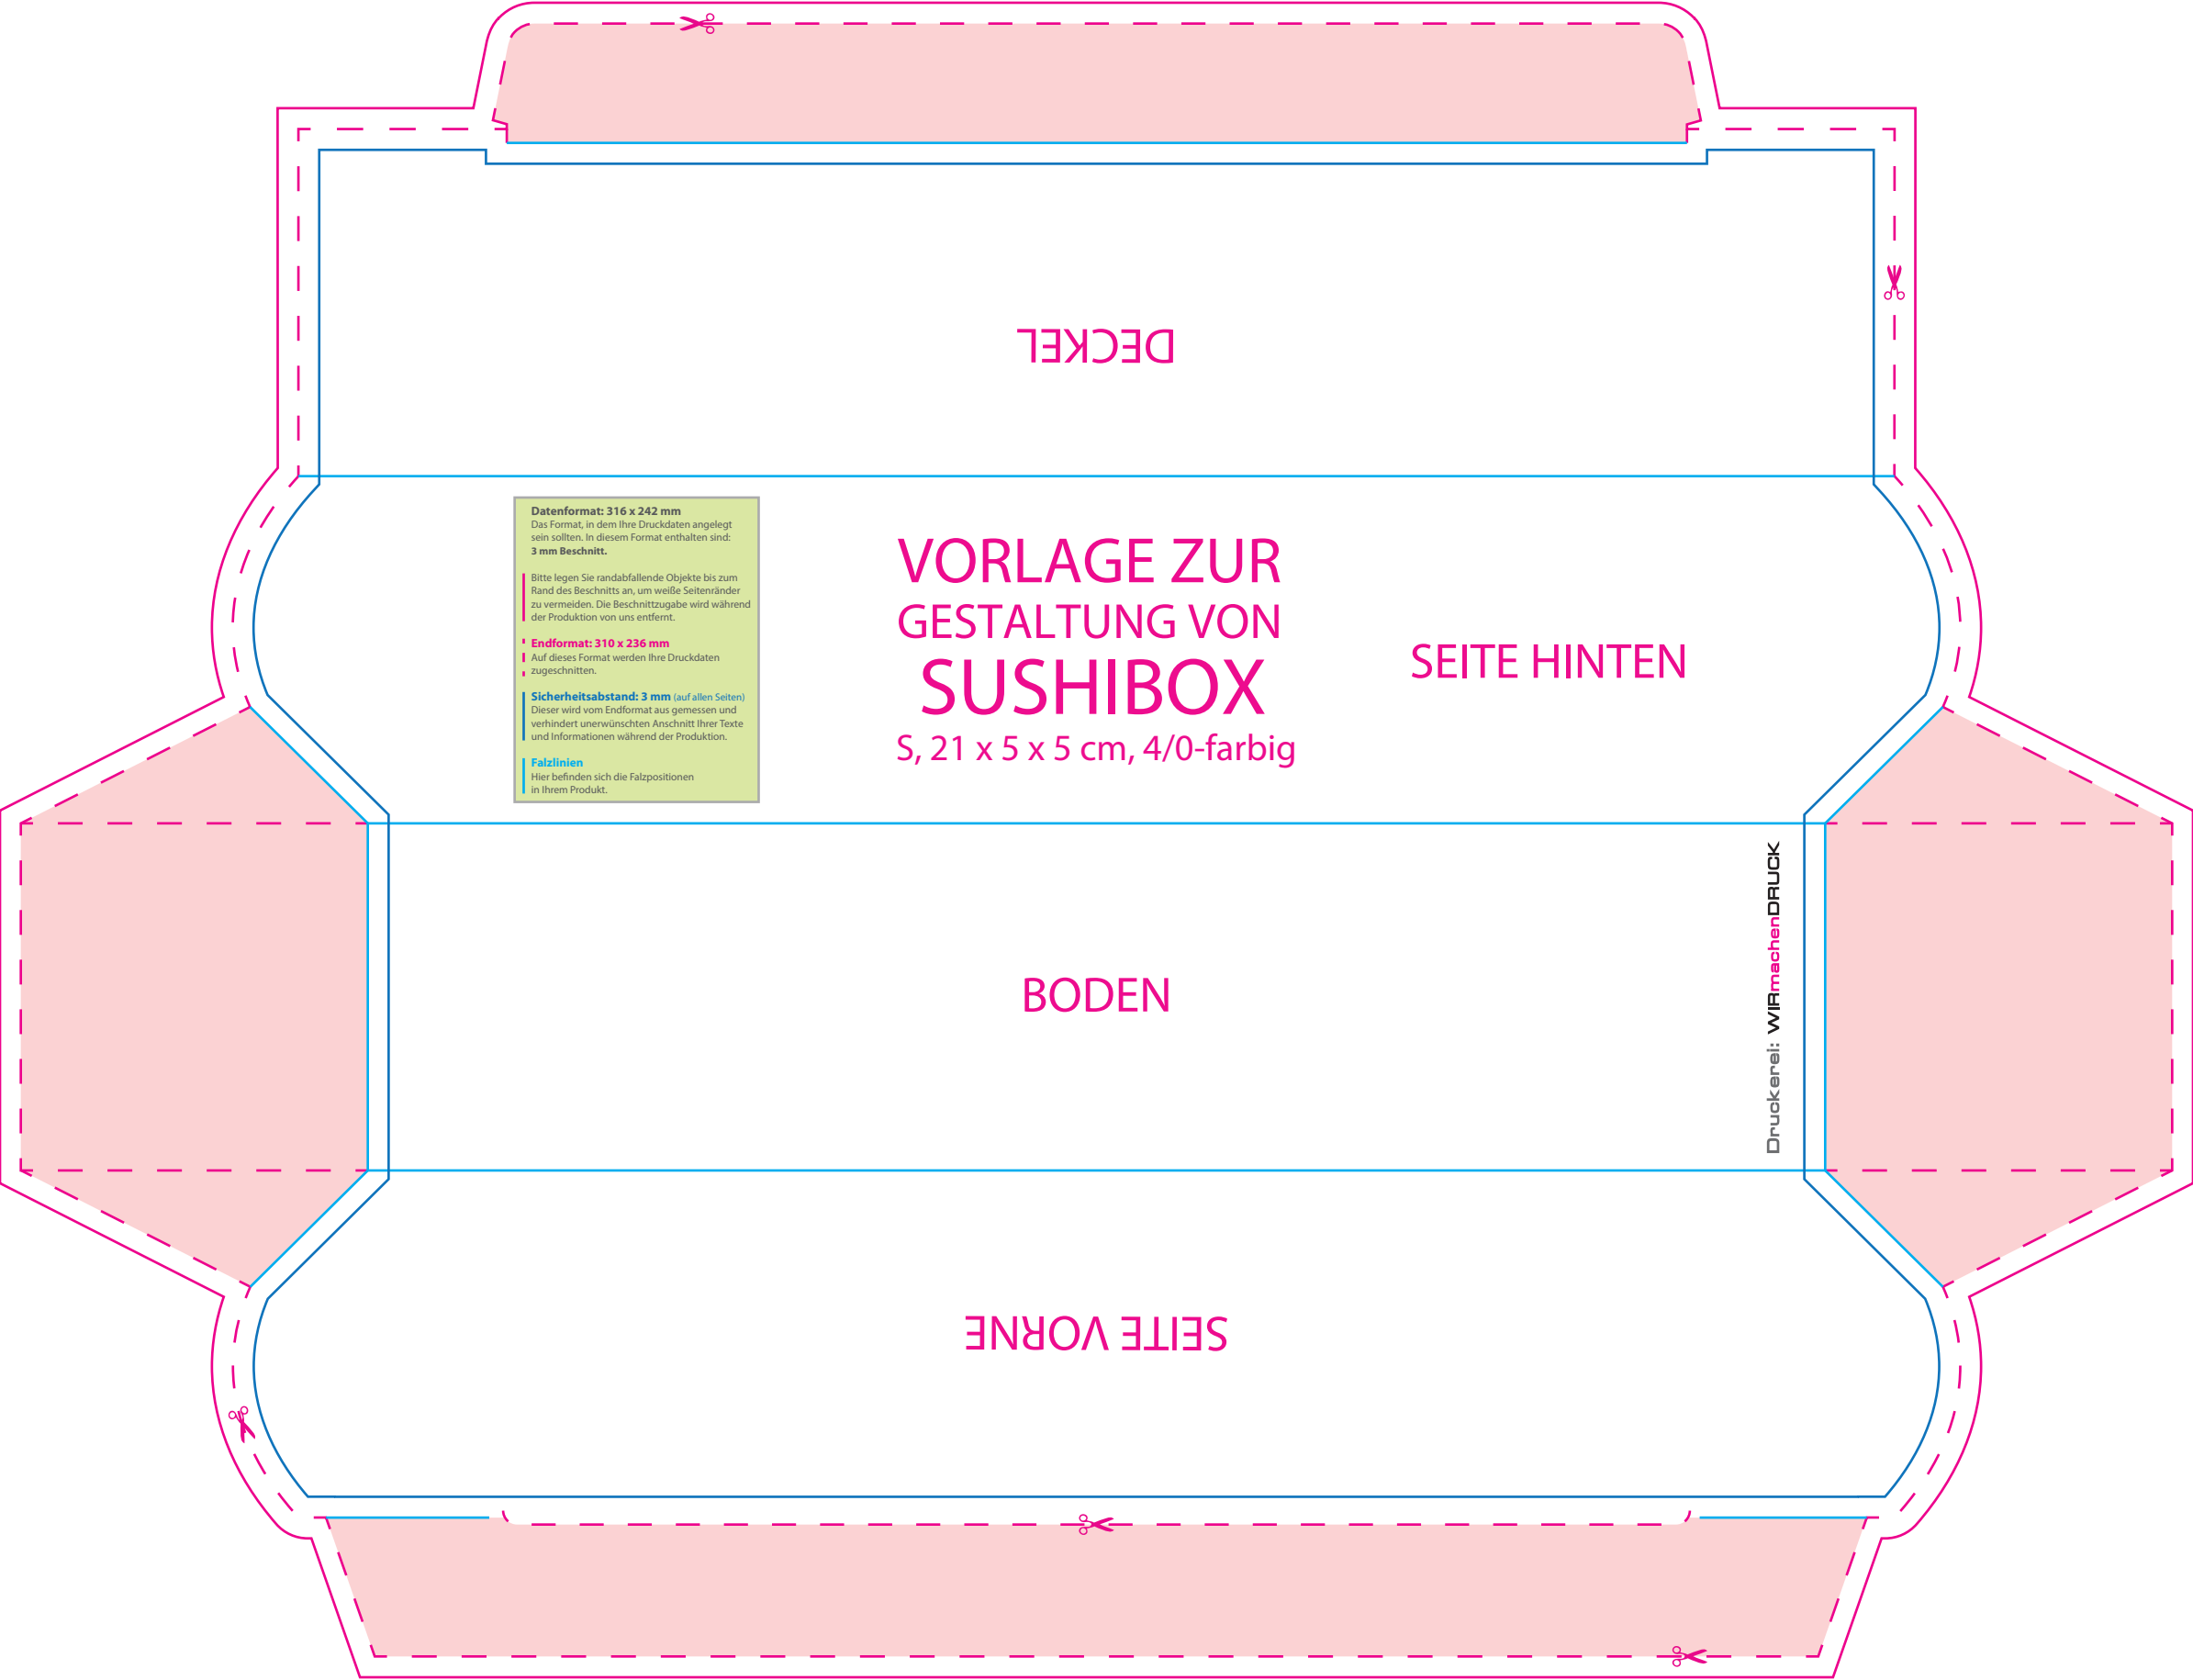 DECKEL
Datenformat: 316 x 242 mm
Das Format, in dem Ihre Druckdaten angelegt
sein sollten. In diesem Format enthalten sind:
3 mm Beschnitt.
Bitte legen Sie randabfallende Objekte bis zum
Rand des Beschnitts an, um weiße Seitenränder
zu vermeiden. Die Beschnittzugabe wird während
der Produktion von uns entfernt.
Endformat: 310 x 236 mm
Auf dieses Format werden Ihre Druckdaten
zugeschnitten.
Sicherheitsabstand: 3 mm (auf allen Seiten)
Dieser wird vom Endformat aus gemessen und
verhindert unerwünschten Anschnitt Ihrer Texte
und Informationen während der Produktion.
Falzlinien
Hier befinden sich die Falzpositionen
in Ihrem Produkt.
VORLAGE ZUR
GESTALTUNG VON
SUSHIBOX
S, 21 x 5 x 5 cm, 4/0-farbig
SEITE HINTEN
BODEN
Druckerei: WIRmachenDRUCK
SEITE VORNE